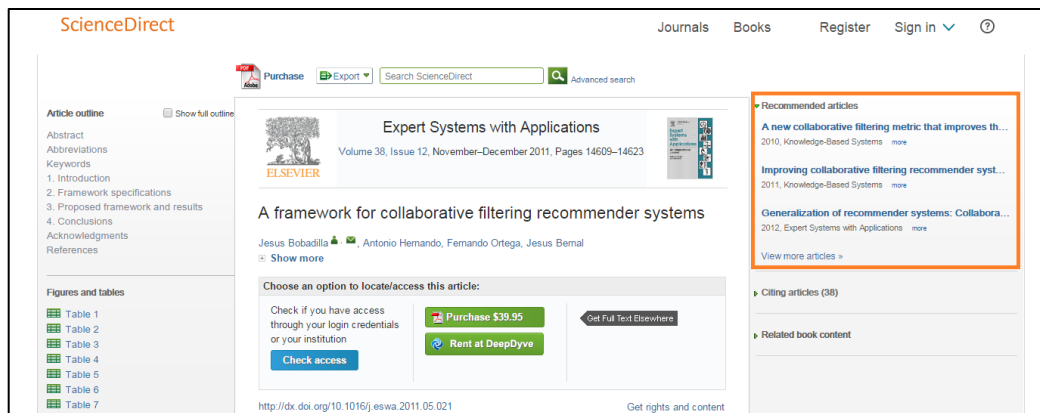 ScienceDirect
Journals Books Register Sign in ?
PDF
Adobe
Purchase Export Search ScienceDirect Advanced search
Article outline Show full outline
Abstract
Abbreviations
Keywords
1. Introduction
2. Framework specifications
3. Proposed framework and results
4. Conclusions
Acknowledgments
References
Figures and tables
Table 1
Table 2
Table 3
Table 4
Table 5
Table 6
Table 7
ELSEVIER
Expert Systems with Applications
Volume 38, Issue 12, November–December 2011, Pages 14609–14623
Expert
Systems
with
Applications
A framework for collaborative filtering recommender systems
Jesus Bobadilla , , Antonio Hernando, Fernando Ortega, Jesus Bernal
Show more
Choose an option to locate/access this article:
Check if you have access
through your login credentials
or your institution
Check access
Purchase $39.95
Rent at DeepDyve
Get Full Text Elsewhere
http://dx.doi.org/10.1016/j.eswa.2011.05.021
Get rights and content
Recommended articles
A new collaborative filtering metric that improves th...
2010, Knowledge-Based Systems more
Improving collaborative filtering recommender syst...
2011, Knowledge-Based Systems more
Generalization of recommender systems: Collabora...
2012, Expert Systems with Applications more
View more articles »
Citing articles (38)
Related book content